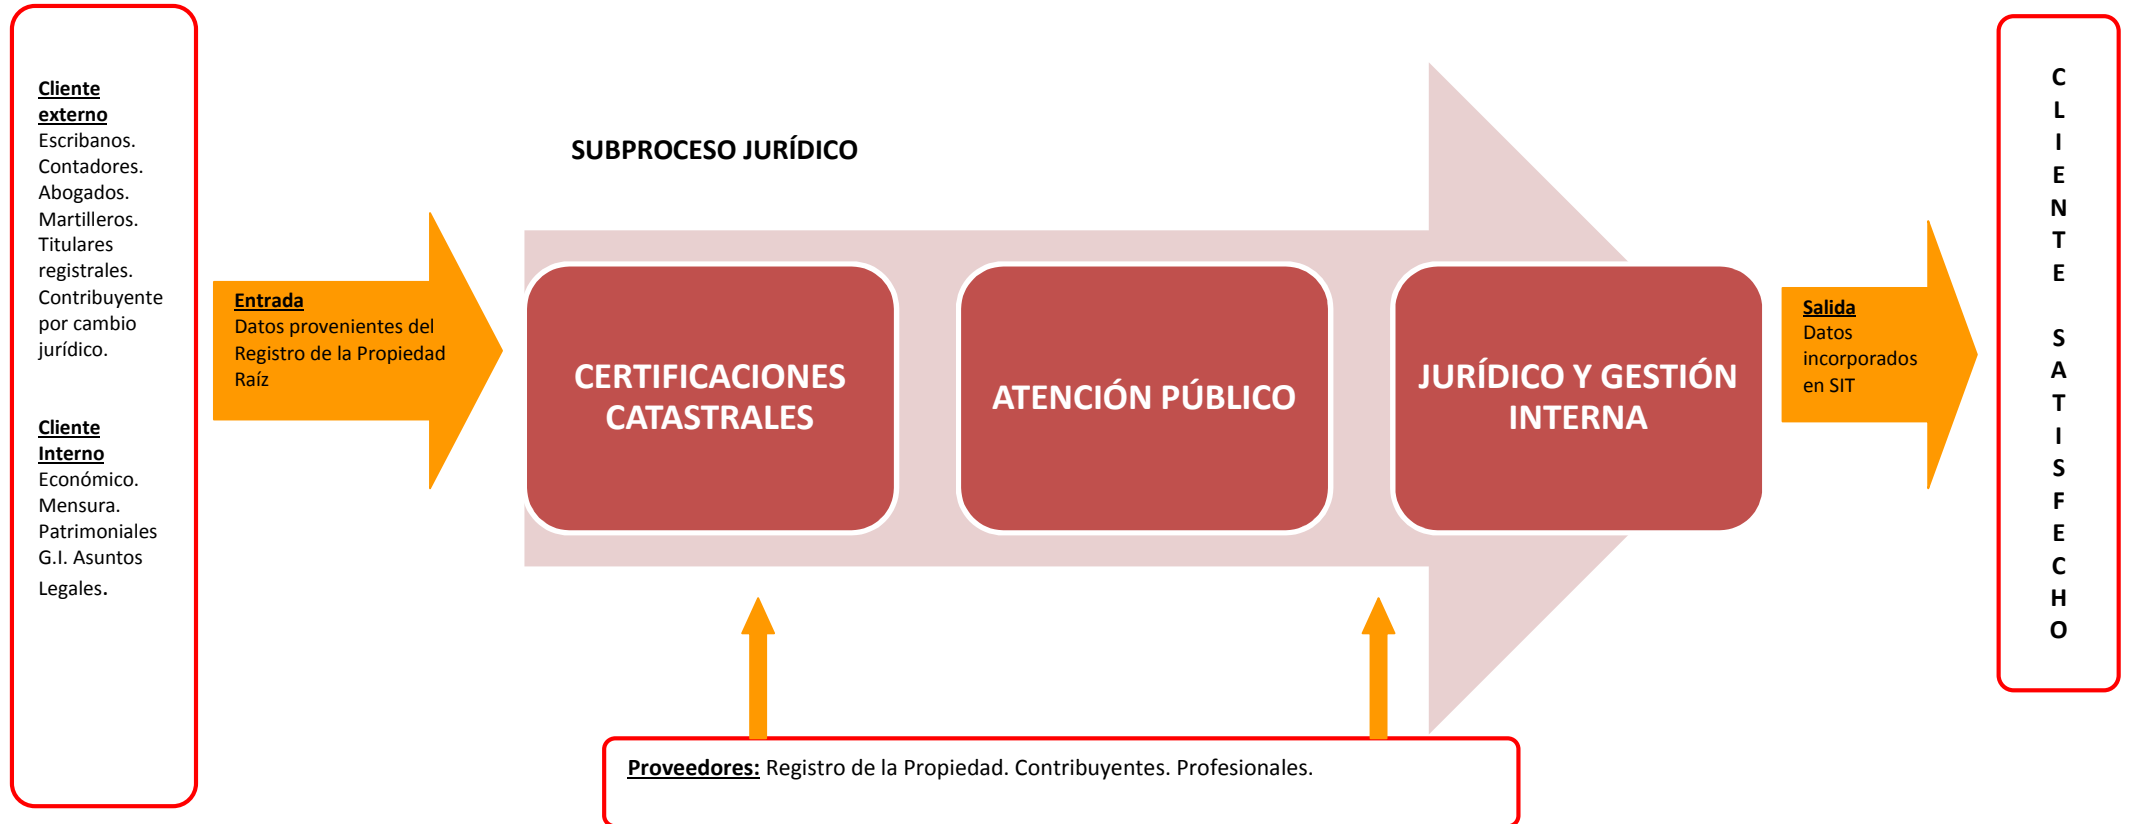 Cliente
externo
Escribanos.
Contadores.
Abogados.
Martilleros.
Titulares
registrales.
Contribuyente
por cambio
jurídico.
Cliente
Interno
Económico.
Mensura.
Patrimoniales
G.I. Asuntos
Legales.
Entrada
Datos provenientes del
Registro de la Propiedad
Raíz
SUBPROCESO JURÍDICO
CERTIFICACIONES
CATASTRALES
ATENCIÓN PÚBLICO
JURÍDICO Y GESTIÓN
INTERNA
Salida
Datos
incorporados
en SIT
C
L
I
E
N
T
E
S
A
T
I
S
F
E
C
H
O
Proveedores: Registro de la Propiedad. Contribuyentes. Profesionales.